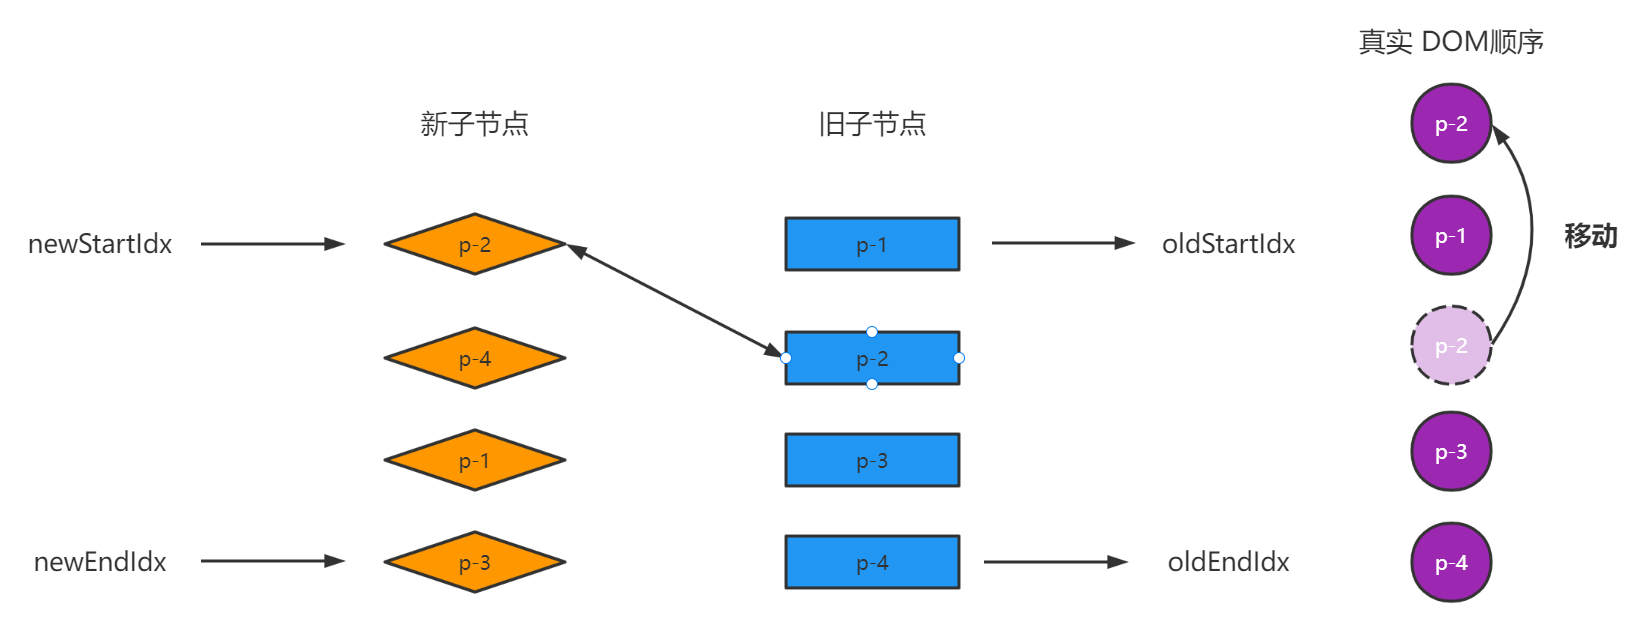 真实 DOM顺序
新子节点
旧子节点
p-2
newStartIdx
p-2
p-1
oldStartIdx
p-1
移动
p-4
p-2
p-2
p-1
p-3
p-3
newEndIdx
p-3
p-4
oldEndIdx
p-4